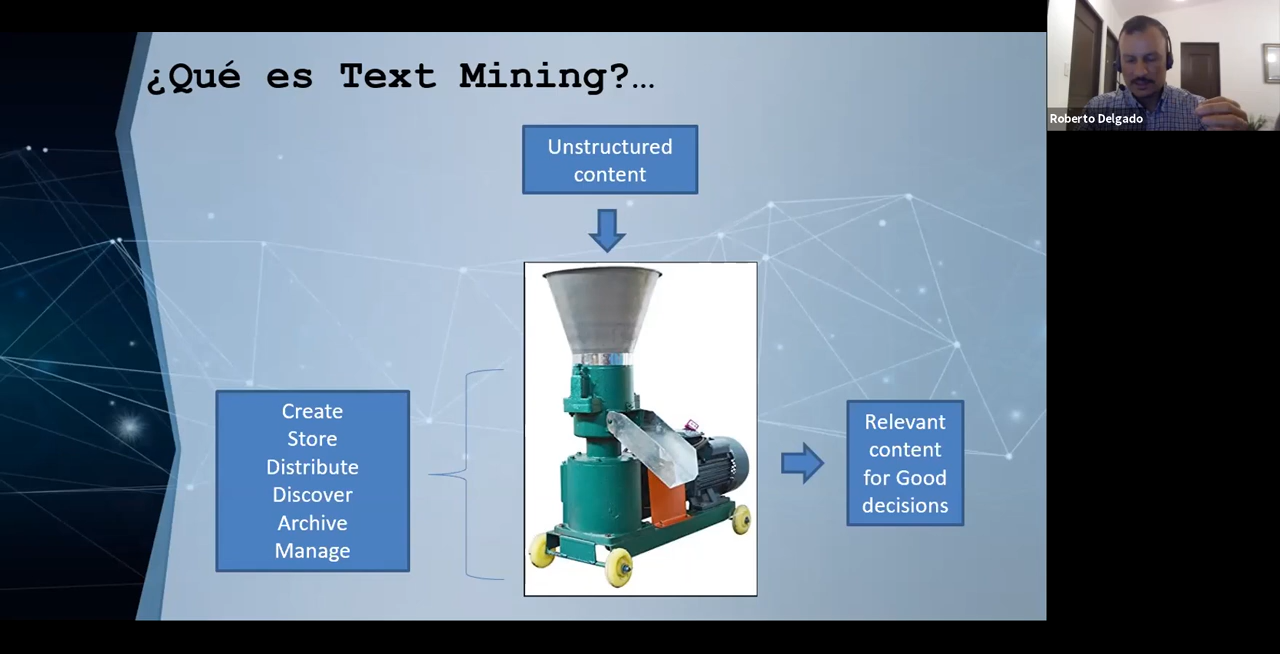 ¿Qué es Text Mining?...
Unstructured
content
Create
Store
Distribute
Discover
Archive
Manage
Relevant
content
for Good
decisions
Roberto Delgado